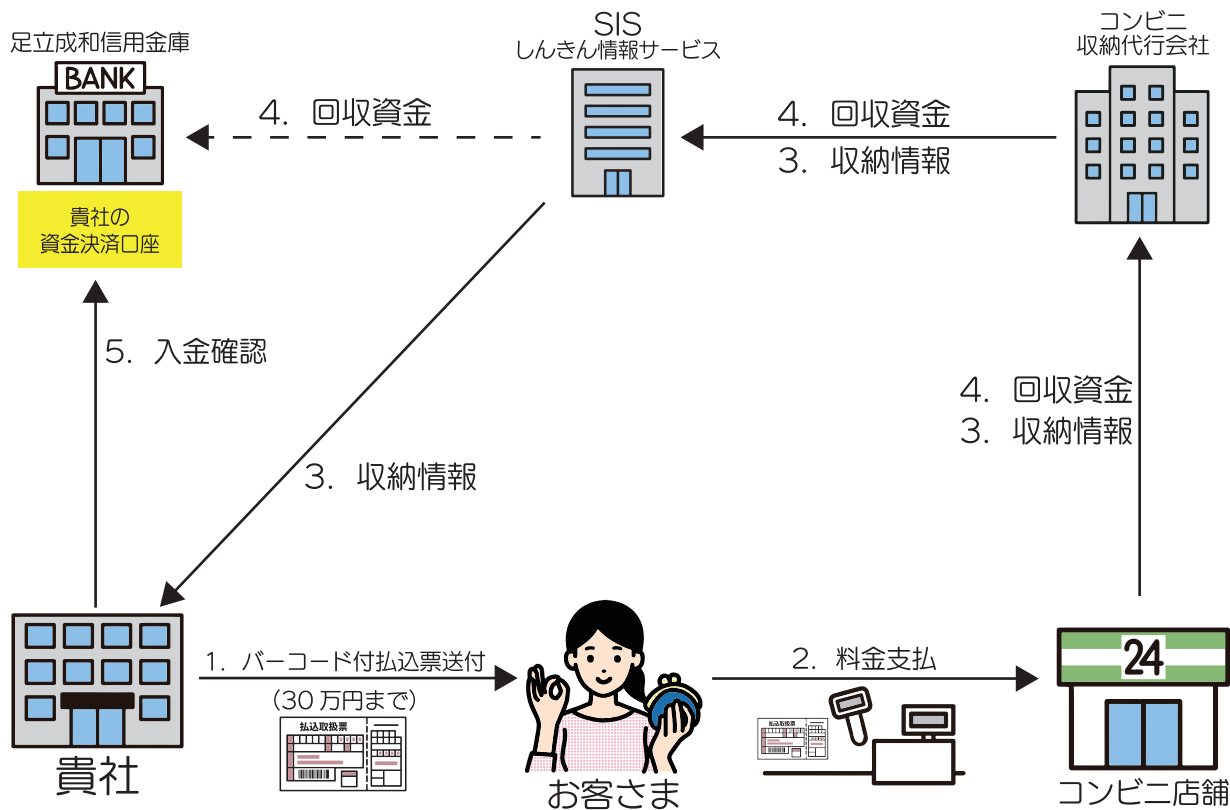 足立成和信用金庫
BANK
貴社の
資金決済口座
SIS
しんきん情報サービス
コンビニ
収納代行会社
4. 回収資金
4. 回収資金
3. 収納情報
5. 入金確認
3. 収納情報
4. 回収資金
3. 収納情報
1. バーコード付払込票送付
(30万円まで)
払込取扱票
2. 料金支払
払込取扱票
24
貴社
お客さま
コンビニ店舗